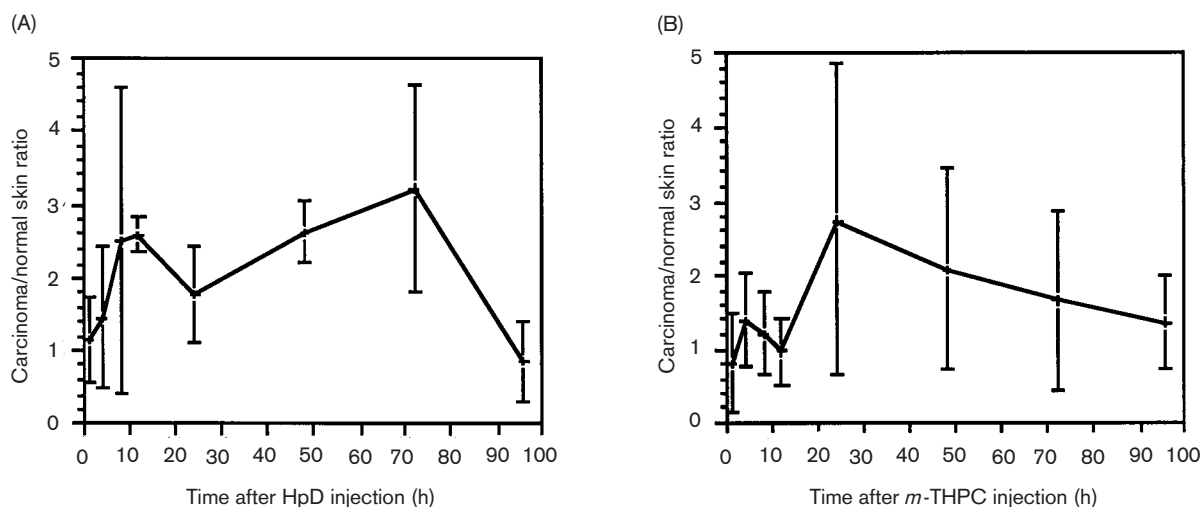 (A)
Carcinoma/normal skin ratio
5
4
3
2
1
0
0 10 20 30 40 50 60 70 80 90 100
Time after HpD injection (h)
(B)
Carcinoma/normal skin ratio
5
4
3
2
1
0
0 10 20 30 40 50 60 70 80 90 100
Time after m-THPC injection (h)